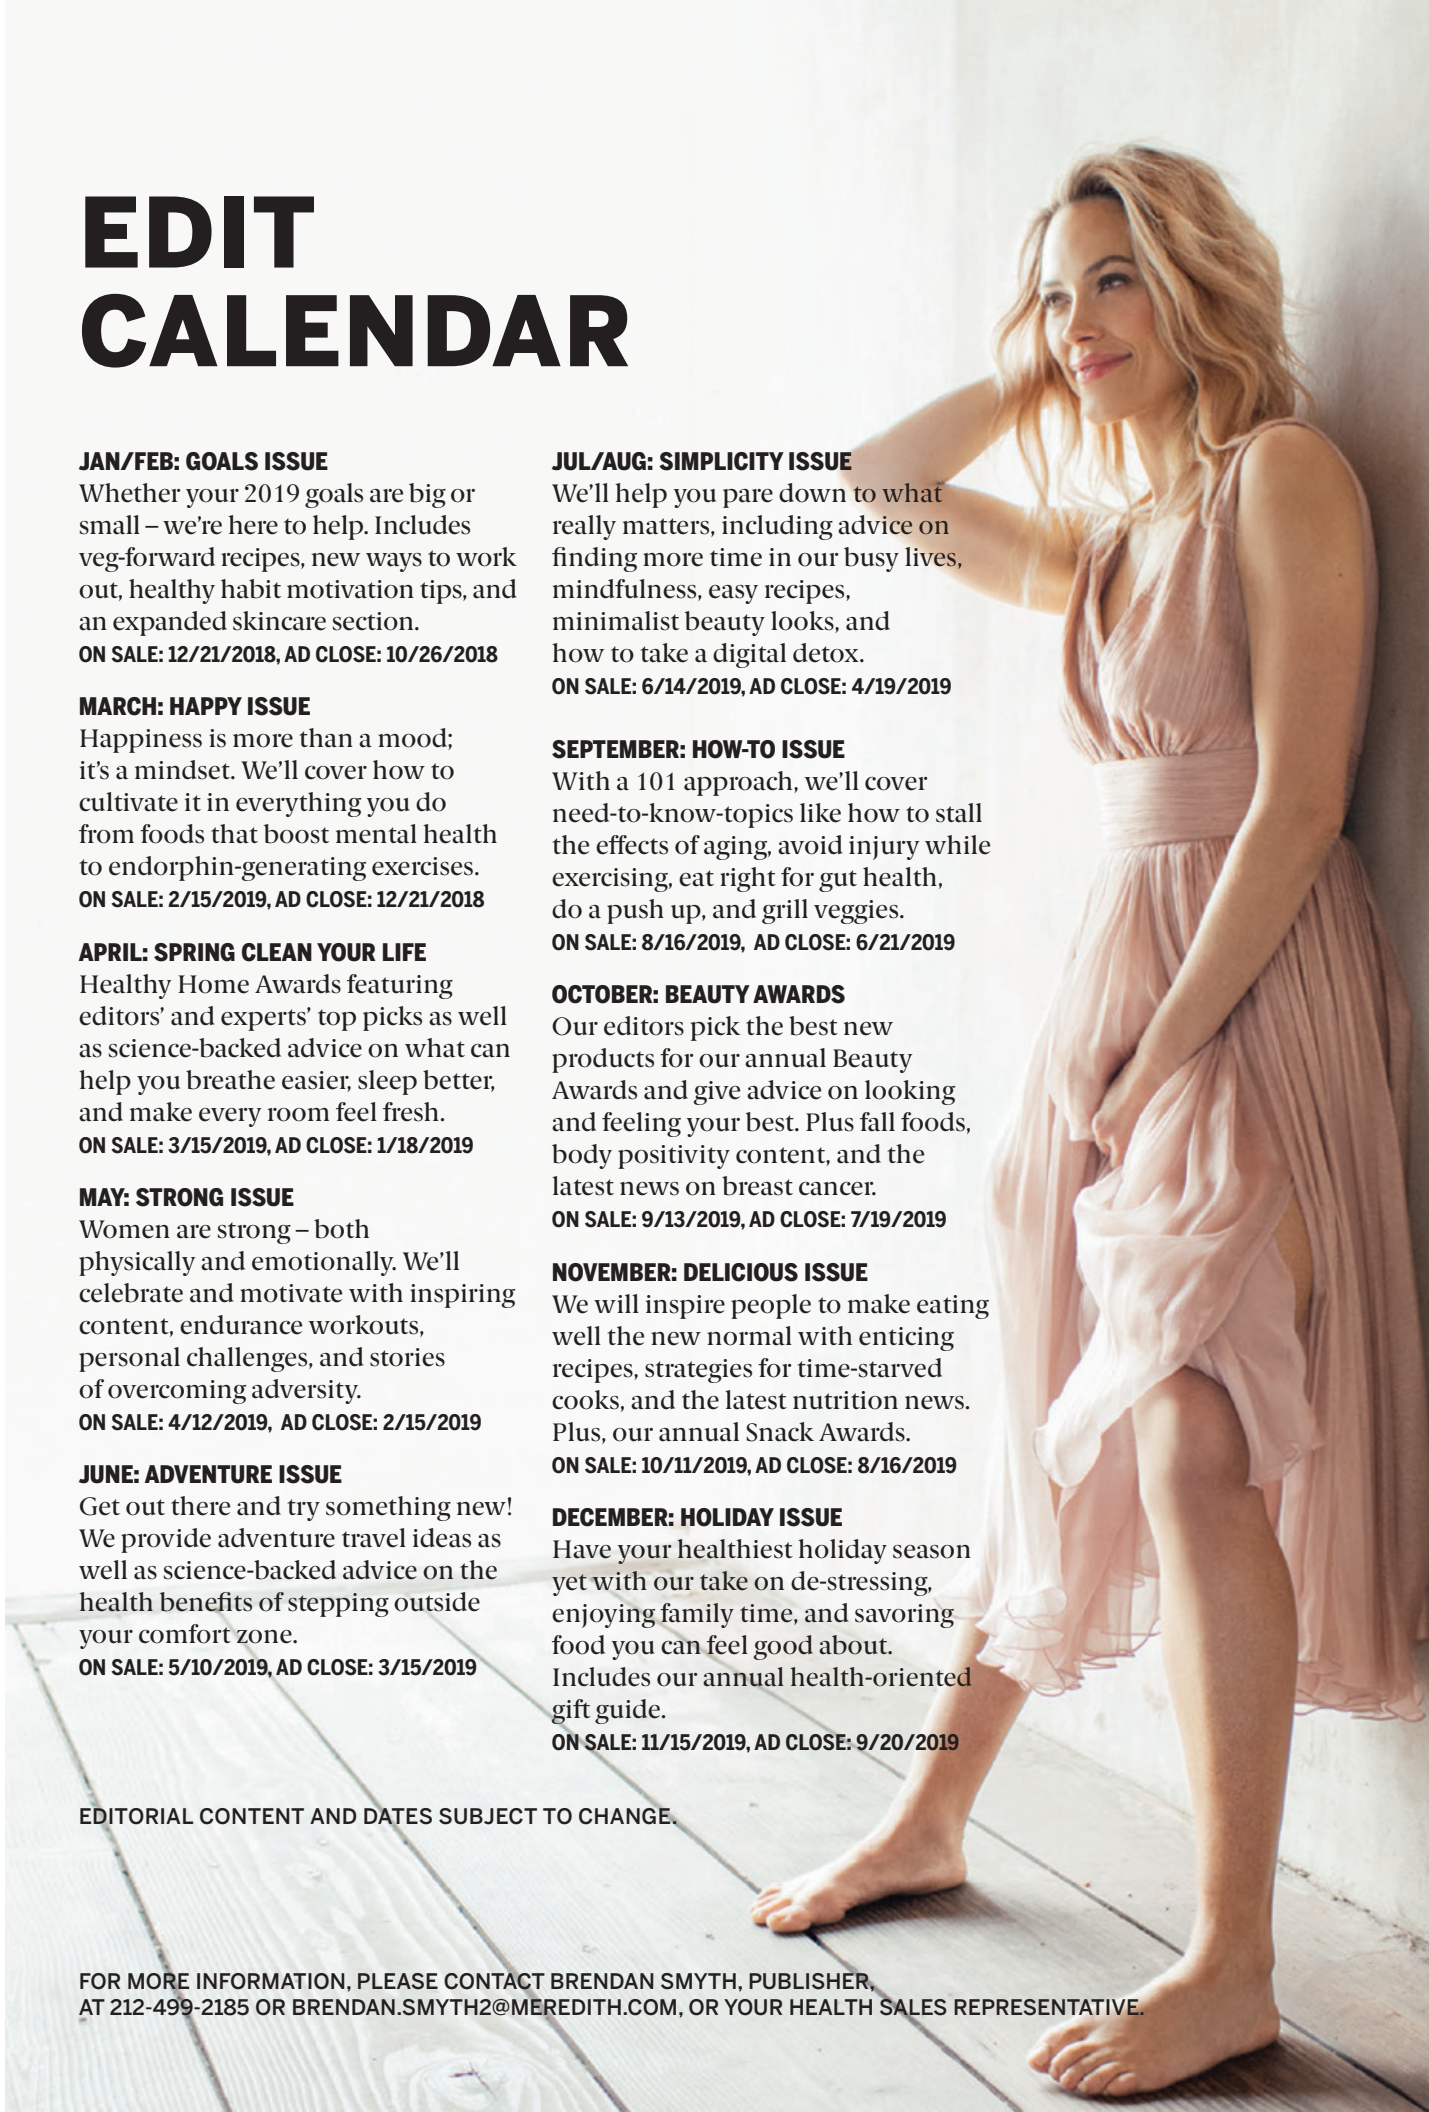 EDIT
CALENDAR
JAN/FEB: GOALS ISSUE
Whether your 2019 goals are big or
small – we're here to help. Includes
veg-forward recipes, new ways to work
out, healthy habit motivation tips, and
an expanded skincare section.
ON SALE: 12/21/2018, AD CLOSE: 10/26/2018
MARCH: HAPPY ISSUE
Happiness is more than a mood;
it's a mindset. We'll cover how to
cultivate it in everything you do
from foods that boost mental health
to endorphin-generating exercises.
ON SALE: 2/15/2019, AD CLOSE: 12/21/2018
APRIL: SPRING CLEAN YOUR LIFE
Healthy Home Awards featuring
editors' and experts' top picks as well
as science-backed advice on what can
help you breathe easier, sleep better,
and make every room feel fresh.
ON SALE: 3/15/2019, AD CLOSE: 1/18/2019
MAY: STRONG ISSUE
Women are strong – both
physically and emotionally. We'll
celebrate and motivate with inspiring
content, endurance workouts,
personal challenges, and stories
of overcoming adversity.
ON SALE: 4/12/2019, AD CLOSE: 2/15/2019
JUNE: ADVENTURE ISSUE
Get out there and try something new!
We provide adventure travel ideas as
well as science-backed advice on the
health benefits of stepping outside
your comfort zone.
ON SALE: 5/10/2019, AD CLOSE: 3/15/2019
JUL/AUG: SIMPLICITY ISSUE
We'll help you pare down to what
really matters, including advice on
finding more time in our busy lives,
mindfulness, easy recipes,
minimalist beauty looks, and
how to take a digital detox.
ON SALE: 6/14/2019, AD CLOSE: 4/19/2019
SEPTEMBER: HOW-TO ISSUE
With a 101 approach, we'll cover
need-to-know-topics like how to stall
the effects of aging, avoid injury while
exercising, eat right for gut health,
do a push up, and grill veggies.
ON SALE: 8/16/2019, AD CLOSE: 6/21/2019
OCTOBER: BEAUTY AWARDS
Our editors pick the best new
products for our annual Beauty
Awards and give advice on looking
and feeling your best. Plus fall foods,
body positivity content, and the
latest news on breast cancer.
ON SALE: 9/13/2019, AD CLOSE: 7/19/2019
NOVEMBER: DELICIOUS ISSUE
We will inspire people to make eating
well the new normal with enticing
recipes, strategies for time-starved
cooks, and the latest nutrition news.
Plus, our annual Snack Awards.
ON SALE: 10/11/2019, AD CLOSE: 8/16/2019
DECEMBER: HOLIDAY ISSUE
Have your healthiest holiday season
yet with our take on de-stressing,
enjoying family time, and savoring
food you can feel good about.
Includes our annual health-oriented
gift guide.
ON SALE: 11/15/2019, AD CLOSE: 9/20/2019
EDITORIAL CONTENT AND DATES SUBJECT TO CHANGE.
FOR MORE INFORMATION, PLEASE CONTACT BRENDAN SMYTH, PUBLISHER,
AT 212-499-2185 OR BRENDAN.SMYTH2@MEREDITH.COM, OR YOUR HEALTH SALES REPRESENTATIVE.